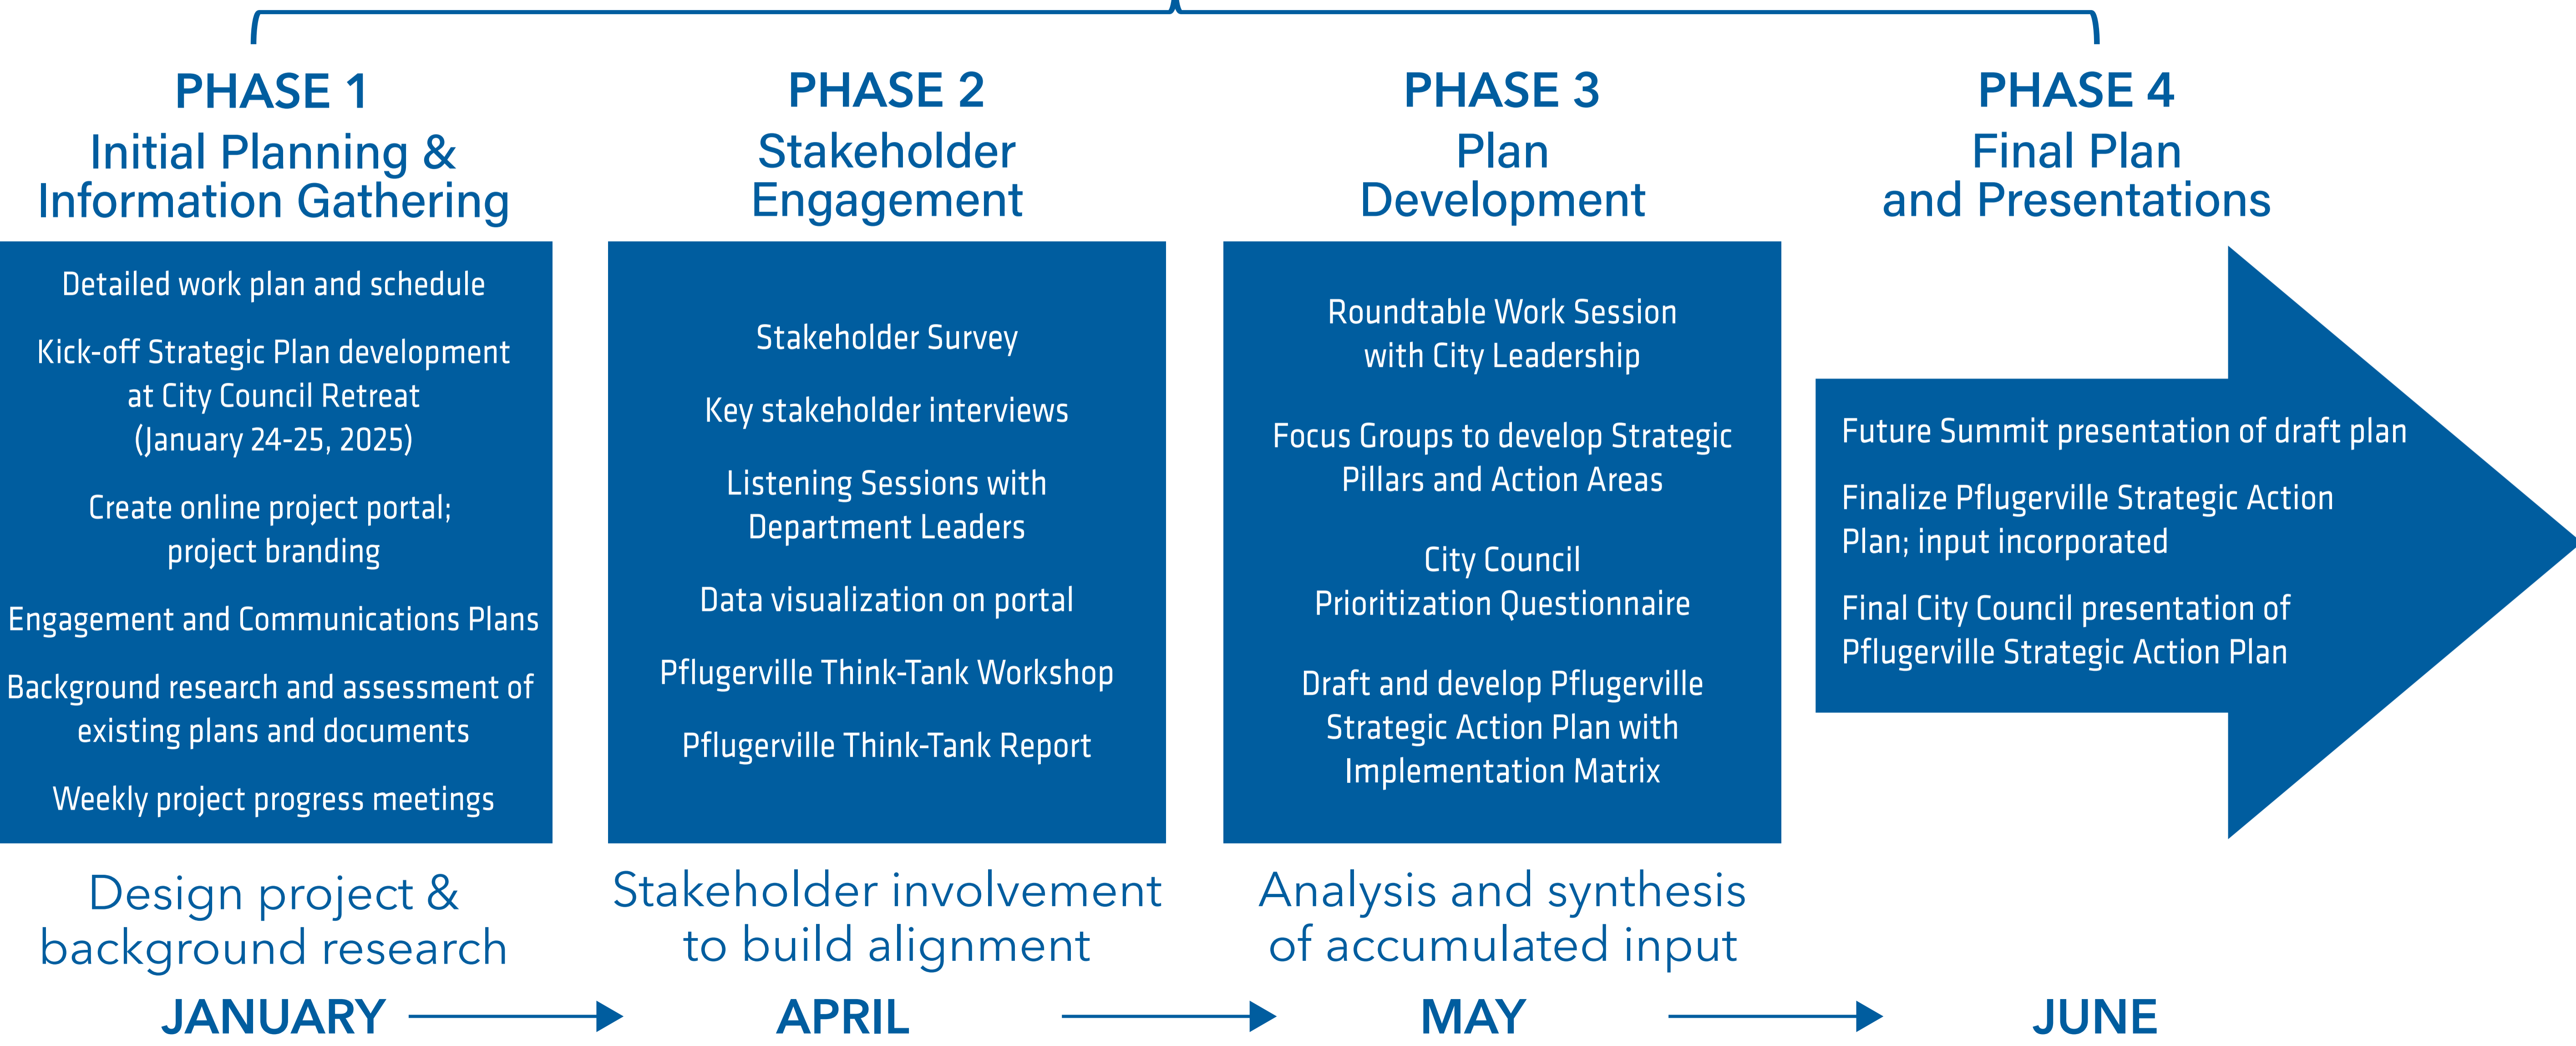 PHASE 1
Initial Planning &
Information Gathering
Detailed work plan and schedule
Kick-off Strategic Plan development
at City Council Retreat
(January 24-25, 2025)
Create online project portal;
project branding
Engagement and Communications Plans
Background research and assessment of
existing plans and documents
Weekly project progress meetings
Design project &
background research
JANUARY
PHASE 2
Stakeholder
Engagement
Stakeholder Survey
Key stakeholder interviews
Listening Sessions with
Department Leaders
Data visualization on portal
Pflugerville Think-Tank Workshop
Pflugerville Think-Tank Report
Stakeholder involvement
to build alignment
APRIL
PHASE 3
Plan
Development
Roundtable Work Session
with City Leadership
Focus Groups to develop Strategic
Pillars and Action Areas
City Council
Prioritization Questionnaire
Draft and develop Pflugerville
Strategic Action Plan with
Implementation Matrix
Analysis and synthesis
of accumulated input
MAY
PHASE 4
Final Plan
and Presentations
Future Summit presentation of draft plan
Finalize Pflugerville Strategic Action
Plan; input incorporated
Final City Council presentation of
Pflugerville Strategic Action Plan
JUNE